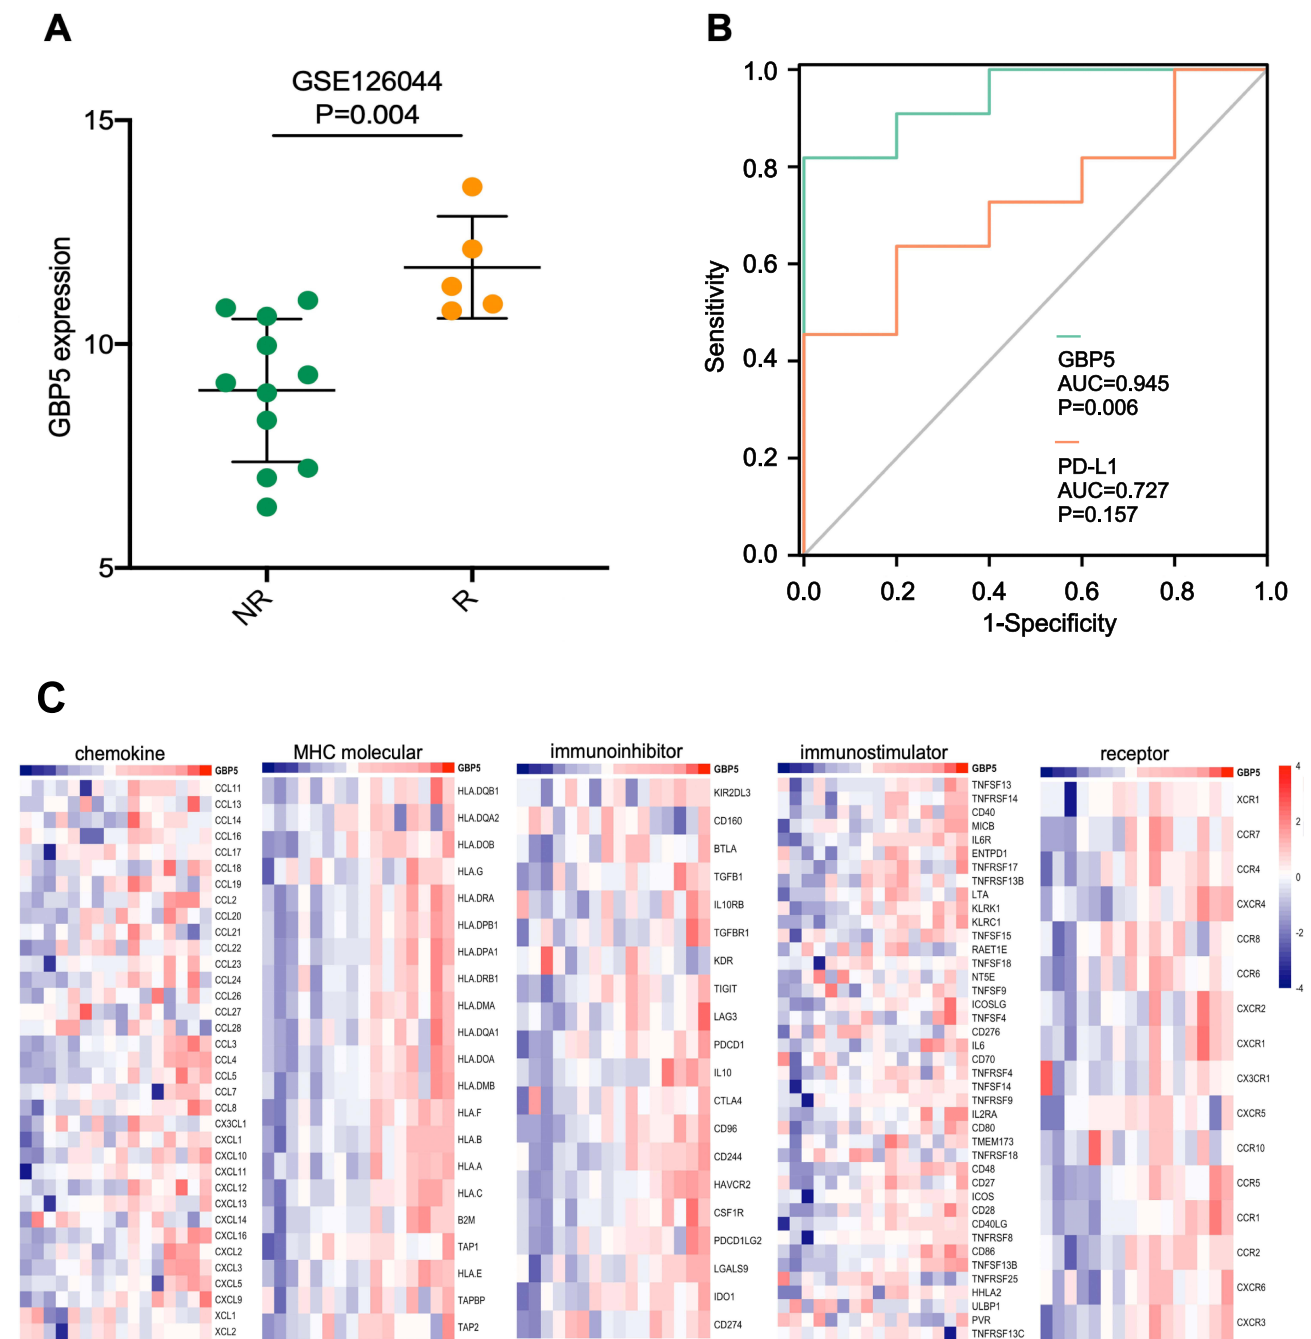 A
GSE126044
P=0.004
15
10
5
GBP5 expression
NR
R
B
1.0
0.8
0.6
0.4
0.2
0.0
Sensitivity
GBP5
AUC=0.945
P=0.006
PD-L1
AUC=0.727
P=0.157
0.0
0.2
0.4
0.6
0.8
1.0
1-Specificity
C
chemokine
GBP5
CCL11
CCL13
CCL14
CCL16
CCL17
CCL18
CCL19
CCL2
CCL20
CCL21
CCL22
CCL23
CCL24
CCL26
CCL27
CCL28
CCL3
CCL4
CCL5
CCL7
CCL8
CX3CL1
CXCL1
CXCL10
CXCL11
CXCL12
CXCL13
CXCL14
CXCL16
CXCL2
CXCL3
CXCL5
CXCL9
XCL1
XCL2
MHC molecular
GBP5
HLA.DQB1
HLA.DQA2
HLA.DOB
HLA.G
HLA.DRA
HLA.DPB1
HLA.DPA1
HLA.DRB1
HLA.DMA
HLA.DQA1
HLA.DOA
HLA.DMB
HLA.F
HLA.B
HLA.A
HLA.C
B2M
TAP1
HLA.E
TAPBP
TAP2
immunoinhibitor
GBP5
KIR2DL3
CD160
BTLA
TGFB1
IL10RB
TGFBR1
KDR
TIGIT
LAG3
PDCD1
IL10
CTLA4
CD96
CD244
HAVCR2
CSF1R
PDCD1LG2
LGALS9
IDO1
CD274
immunostimulator
GBP5
TNFSF13
TNFRSF14
CD40
MICB
IL6R
ENTPD1
TNFRSF17
TNFRSF13B
LTA
KLRK1
KLRC1
TNFSF15
RAET1E
TNFSF18
NT5E
TNFSF9
ICOSLG
TNFSF4
CD276
IL6
CD70
TNFRSF4
TNFSF14
TNFRSF9
IL2RA
CD80
TMEM173
TNFRSF18
CD48
CD27
ICOS
CD28
CD40LG
TNFRSF8
CD86
TNFSF13B
TNFRSF25
HHLA2
ULBP1
PVR
TNFRSF13C
receptor
GBP5
XCR1
CCR7
CCR4
CXCR4
CCR8
CCR6
CXCR2
CXCR1
CX3CR1
CXCR5
CCR10
CCR5
CCR1
CCR2
CXCR6
CXCR3
4
2
0
-2
-4